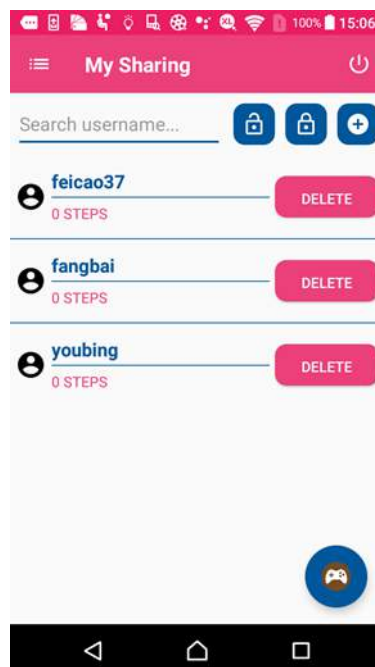 100% 15:06
My Sharing
Search username...
feicao37
DELETE
0 STEPS
fangbai
DELETE
0 STEPS
youbing
DELETE
0 STEPS